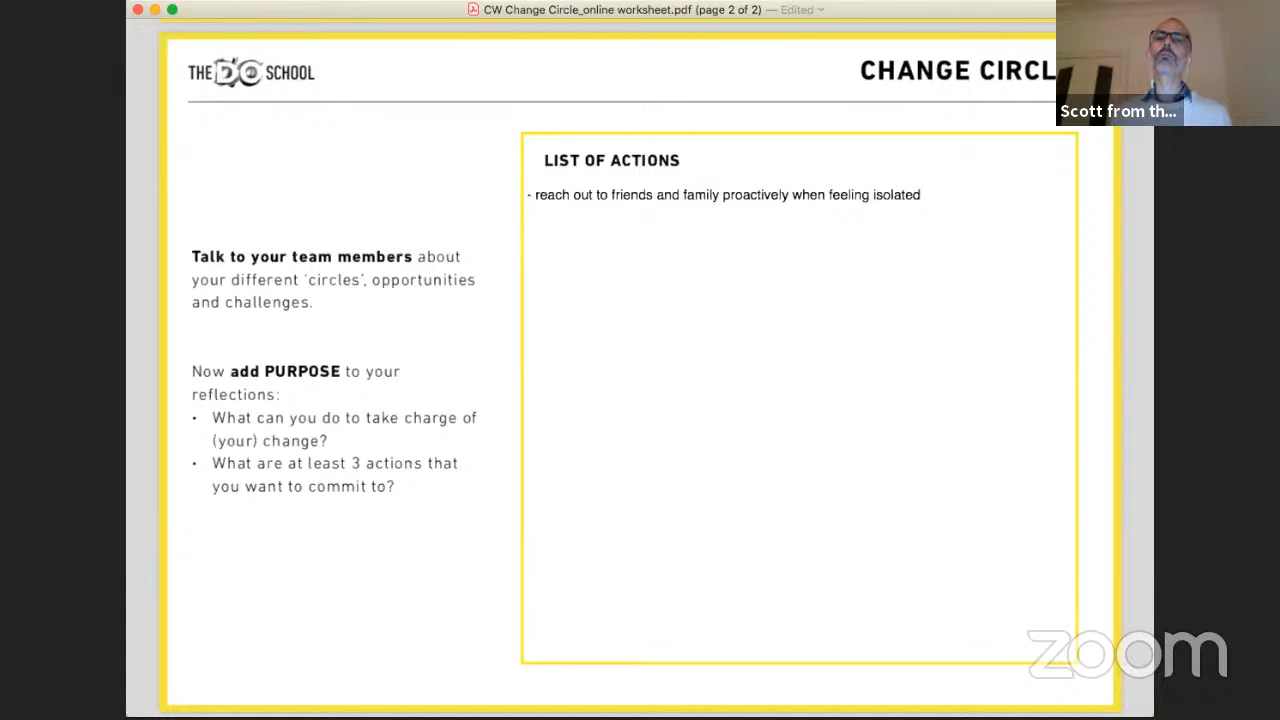 CW Change Circle_online worksheet.pdf (page 2 of 2) — Edited
THE DO SCHOOL
CHANGE CIRCL
Scott from th...
LIST OF ACTIONS
- reach out to friends and family proactively when feeling isolated
Talk to your team members about
your different ‘circles’, opportunities
and challenges.
Now add PURPOSE to your
reflections:
• What can you do to take charge of
(your) change?
• What are at least 3 actions that
you want to commit to?
zoom